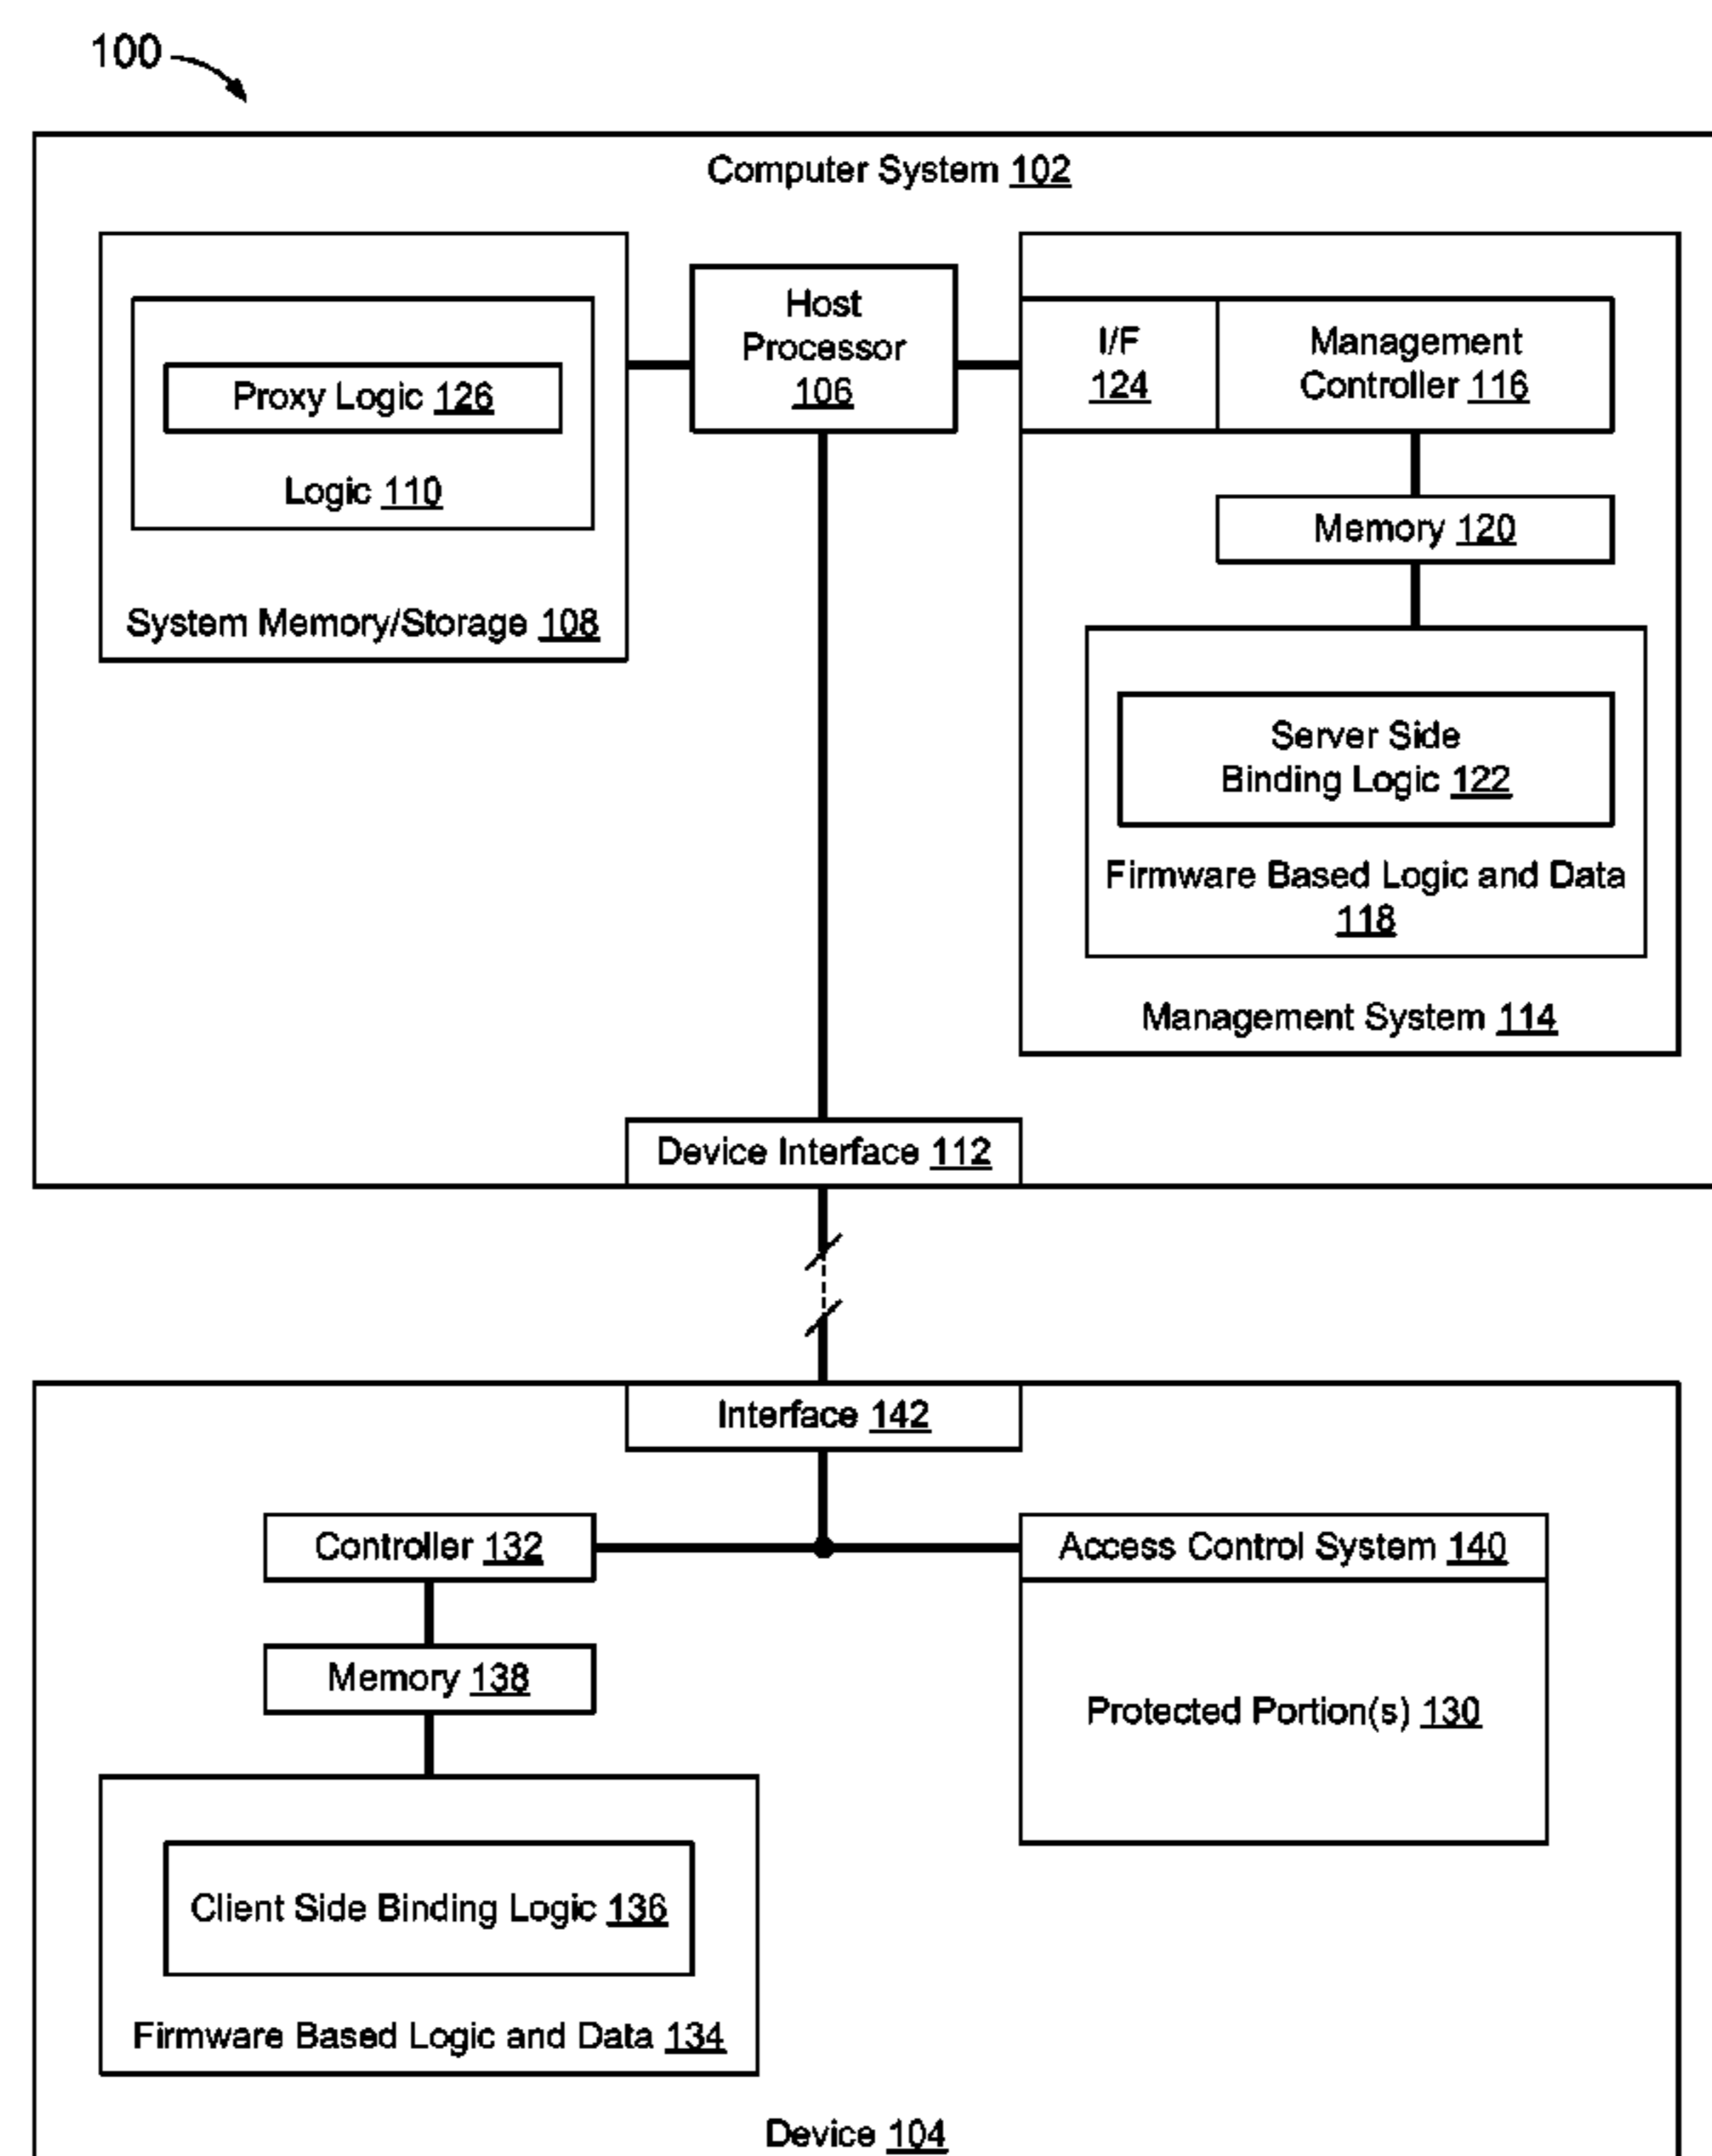 100
Computer System 102
Proxy Logic 126
Logic 110
System Memory/Storage 108
Host
Processor
106
I/F
124
Management
Controller 116
Memory 120
Server Side
Binding Logic 122
Firmware Based Logic and Data
118
Management System 114
Device Interface 112
Interface 142
Controller 132
Memory 138
Client Side Binding Logic 136
Firmware Based Logic and Data 134
Access Control System 140
Protected Portion(s) 130
Device 104